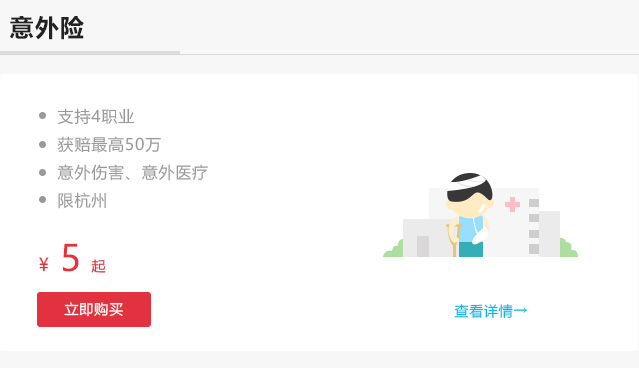 意外险
支持4职业
获赔最高50万
意外伤害、意外医疗
限杭州
¥ 5 起
立即购买
查看详情→